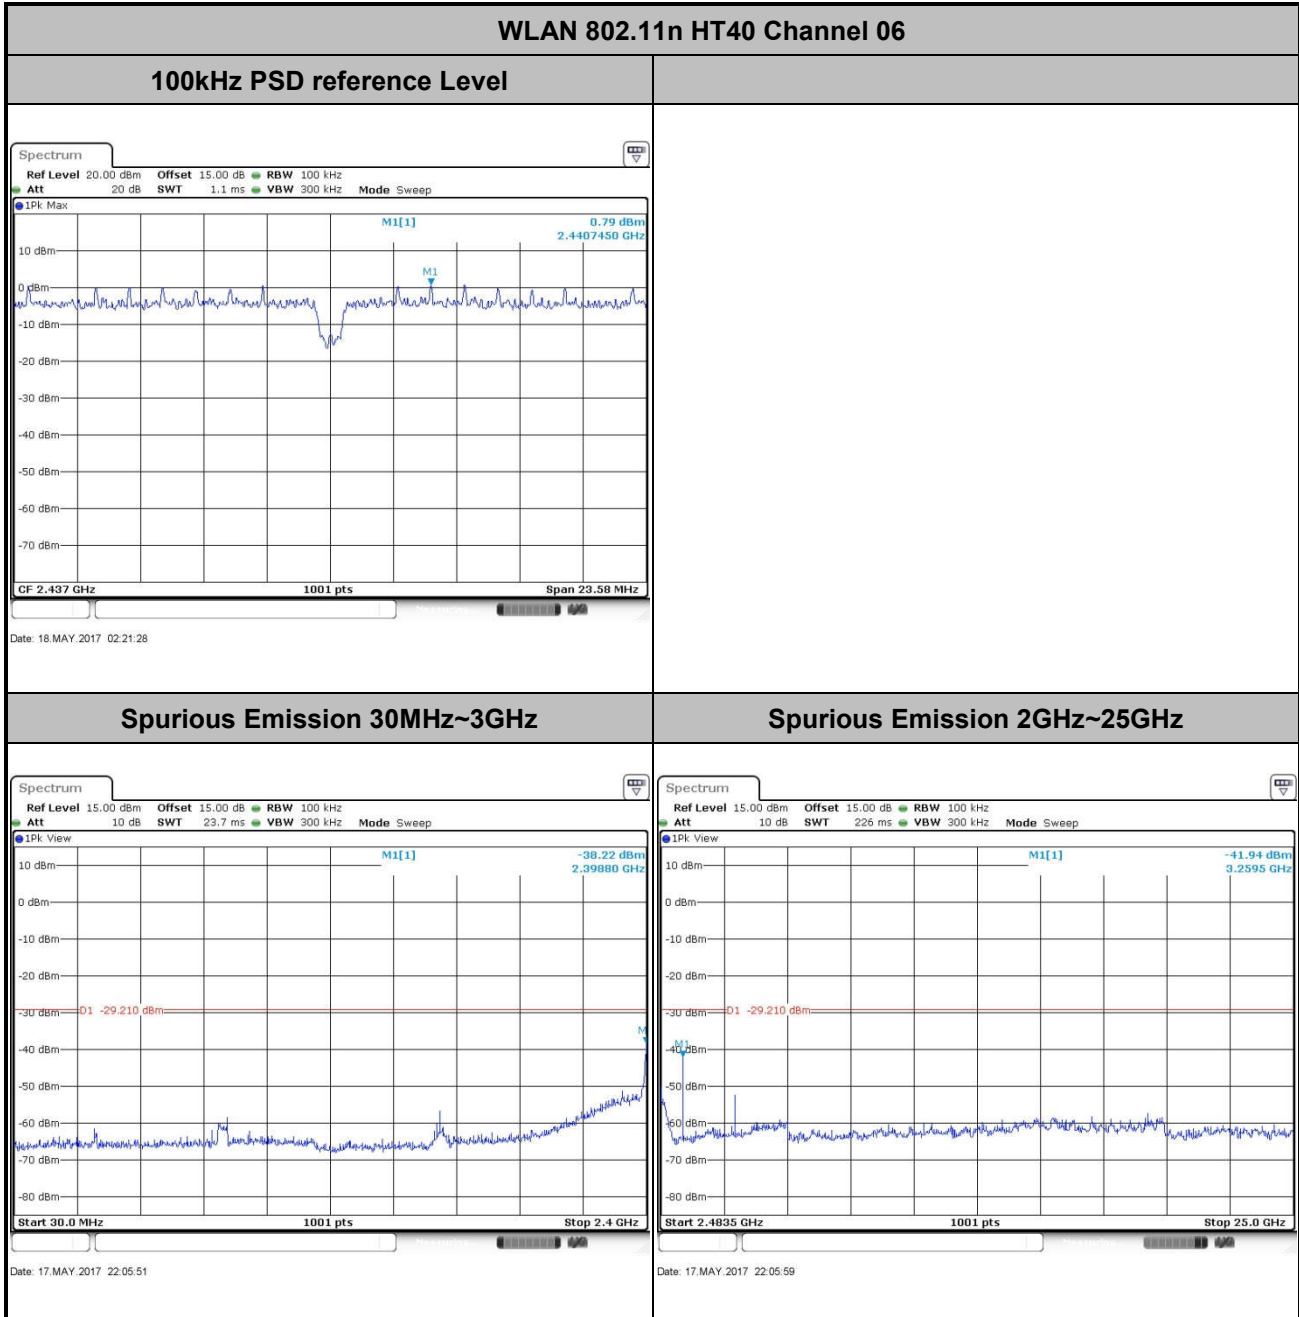 WLAN 802.11n HT40 Channel 06
100kHz PSD reference Level
Spectrum
Ref Level 20.00 dBm Offset 15.00 dB RBW 100 kHz
Att 20 dB SWT 1.1 ms VBW 300 kHz Mode Sweep
1Pk Max
M1[1] 0.79 dBm
2.4407450 GHz
10 dBm
M1
0 dBm
-10 dBm
-20 dBm
-30 dBm
-40 dBm
-50 dBm
-60 dBm
-70 dBm
CF 2.437 GHz 1001 pts Span 23.58 MHz
Date: 18.MAY.2017 02:21:28
Spurious Emission 30MHz~3GHz
Spurious Emission 2GHz~25GHz
Spectrum
Ref Level 15.00 dBm Offset 15.00 dB RBW 100 kHz
Att 10 dB SWT 23.7 ms VBW 300 kHz Mode Sweep
1Pk View
M1[1] -38.22 dBm
2.39880 GHz
10 dBm
0 dBm
-10 dBm
-20 dBm
-30 dBm
D1 -29.210 dBm
M
-40 dBm
-50 dBm
-60 dBm
-70 dBm
-80 dBm
Start 30.0 MHz 1001 pts Stop 2.4 GHz
Date: 17.MAY.2017 22:05:51
Spectrum
Ref Level 15.00 dBm Offset 15.00 dB RBW 100 kHz
Att 10 dB SWT 226 ms VBW 300 kHz Mode Sweep
1Pk View
M1[1] -41.94 dBm
3.2595 GHz
10 dBm
0 dBm
-10 dBm
-20 dBm
-30 dBm
D1 -29.210 dBm
M1
-40 dBm
-50 dBm
-60 dBm
-70 dBm
-80 dBm
Start 2.4835 GHz 1001 pts Stop 25.0 GHz
Date: 17.MAY.2017 22:05:59